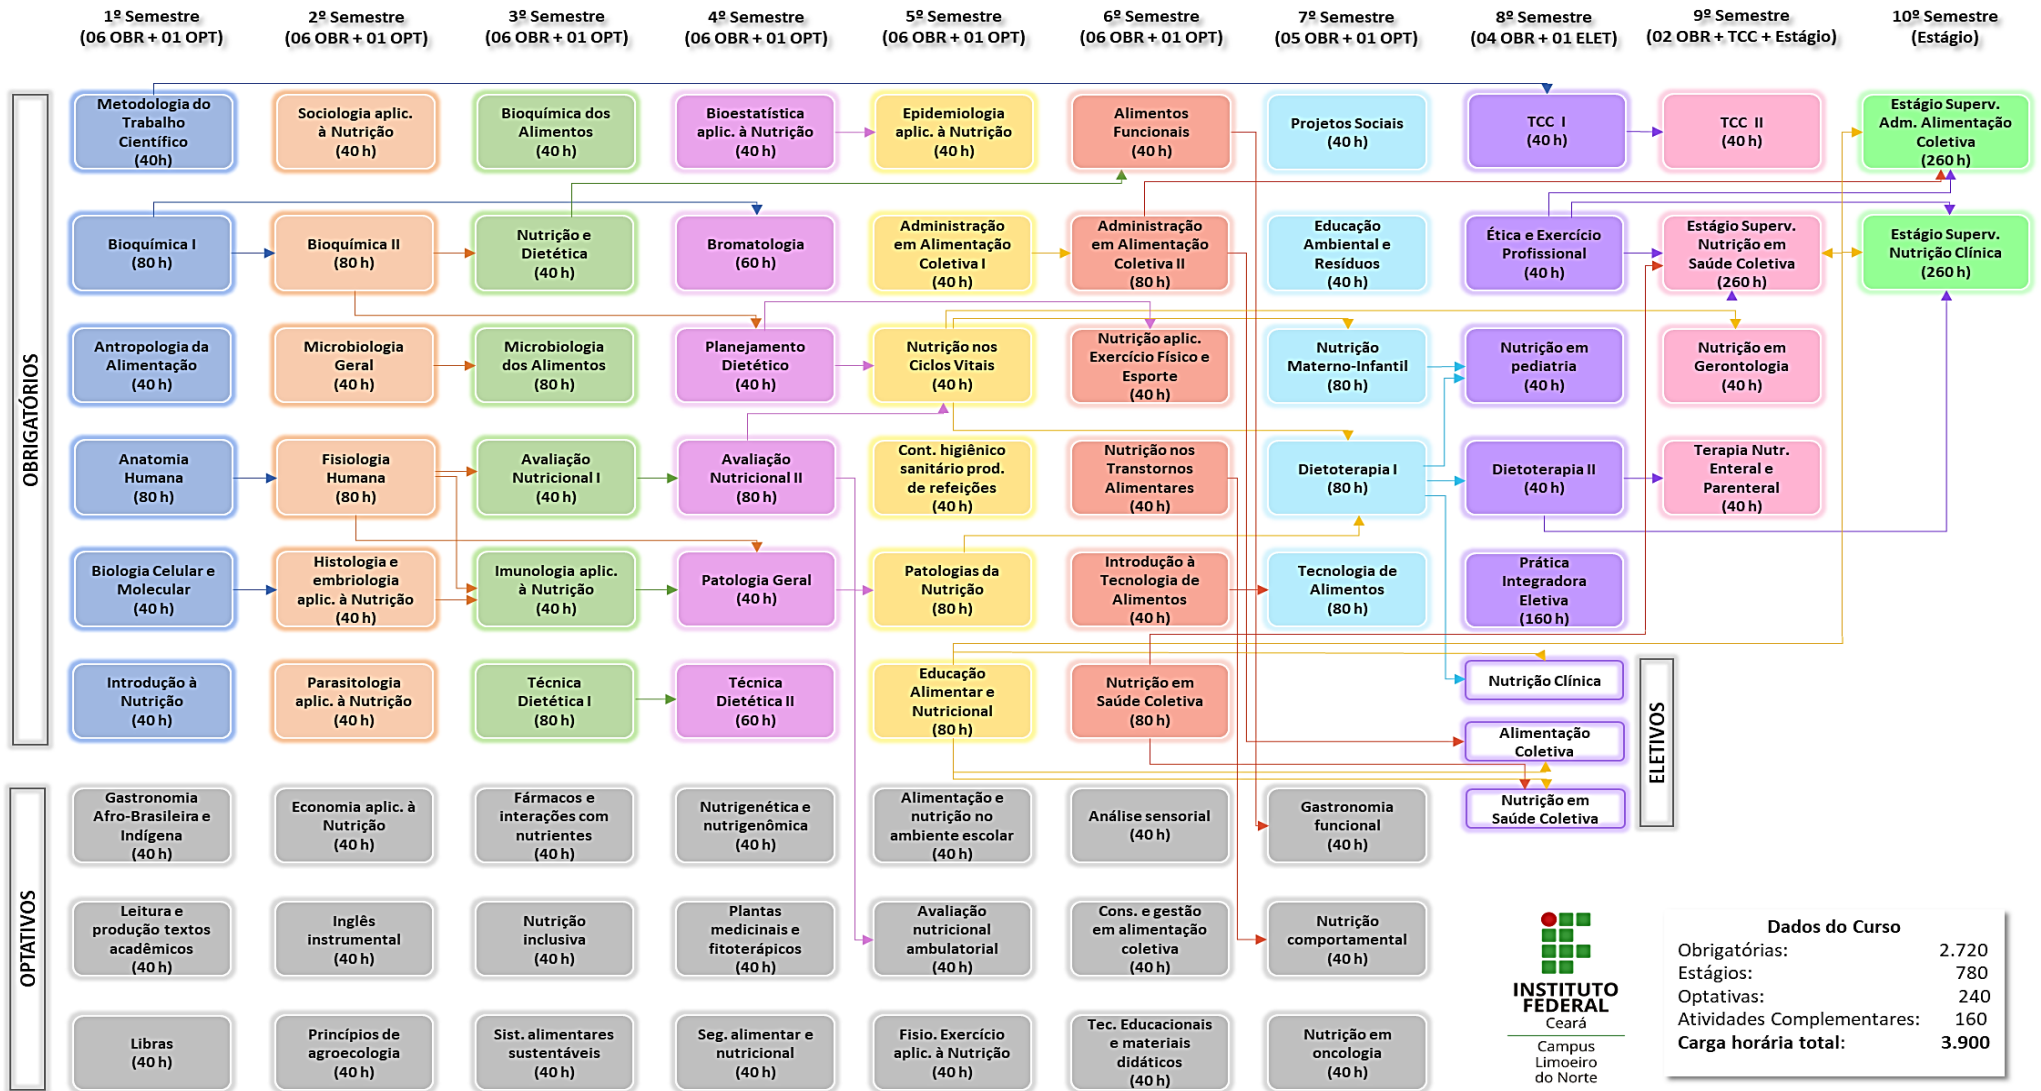 1º Semestre
(06 OBR + 01 OPT)
2º Semestre
(06 OBR + 01 OPT)
3º Semestre
(06 OBR + 01 OPT)
4º Semestre
(06 OBR + 01 OPT)
5º Semestre
(06 OBR + 01 OPT)
6º Semestre
(06 OBR + 01 OPT)
7º Semestre
(05 OBR + 01 OPT)
8º Semestre
(04 OBR + 01 ELET)
9º Semestre
(02 OBR + TCC + Estágio)
10º Semestre
(Estágio)
OBRIGATÓRIOS
Metodologia do
Trabalho
Científico
(40h)
Sociologia aplic.
à Nutrição
(40 h)
Bioquímica dos
Alimentos
(40 h)
Bioestatística
aplic. à Nutrição
(40 h)
Epidemiologia
aplic. à Nutrição
(40 h)
Alimentos
Funcionais
(40 h)
Projetos Sociais
(40 h)
TCC I
(40 h)
TCC II
(40 h)
Estágio Superv.
Adm. Alimentação
Coletiva
(260 h)
Bioquímica I
(80 h)
Bioquímica II
(80 h)
Nutrição e
Dietética
(40 h)
Bromatologia
(60 h)
Administração
em Alimentação
Coletiva I
(40 h)
Administração
em Alimentação
Coletiva II
(80 h)
Educação
Ambiental e
Resíduos
(40 h)
Ética e Exercício
Profissional
(40 h)
Estágio Superv.
Nutrição em
Saúde Coletiva
(260 h)
Estágio Superv.
Nutrição Clínica
(260 h)
Antropologia da
Alimentação
(40 h)
Microbiologia
Geral
(40 h)
Microbiologia
dos Alimentos
(80 h)
Planejamento
Dietético
(40 h)
Nutrição nos
Ciclos Vitais
(40 h)
Nutrição aplic.
Exercício Físico e
Esporte
(40 h)
Nutrição
Materno-Infantil
(80 h)
Nutrição em
pediatria
(40 h)
Nutrição em
Gerontologia
(40 h)
Anatomia
Humana
(80 h)
Fisiologia
Humana
(80 h)
Avaliação
Nutricional I
(40 h)
Avaliação
Nutricional II
(80 h)
Cont. higiênico
sanitário prod.
de refeições
(40 h)
Nutrição nos
Transtornos
Alimentares
(40 h)
Dietoterapia I
(80 h)
Dietoterapia II
(40 h)
Terapia Nutr.
Enteral e
Parenteral
(40 h)
Biologia Celular e
Molecular
(40 h)
Histologia e
embriologia
aplic. à Nutrição
(40 h)
Imunologia aplic.
à Nutrição
(40 h)
Patologia Geral
(40 h)
Patologias da
Nutrição
(80 h)
Introdução à
Tecnologia de
Alimentos
(40 h)
Tecnologia de
Alimentos
(80 h)
Prática
Integradora
Eletiva
(160 h)
Introdução à
Nutrição
(40 h)
Parasitologia
aplic. à Nutrição
(40 h)
Técnica
Dietética I
(80 h)
Técnica
Dietética II
(60 h)
Educação
Alimentar e
Nutricional
(80 h)
Nutrição em
Saúde Coletiva
(80 h)
Nutrição Clínica
Alimentação
Coletiva
Nutrição em
Saúde Coletiva
ELETIVOS
OPTATIVOS
Gastronomia
Afro-Brasileira e
Indígena
(40 h)
Economia aplic. à
Nutrição
(40 h)
Fármacos e
interações com
nutrientes
(40 h)
Nutrigenética e
nutrigenômica
(40 h)
Alimentação e
nutrição no
ambiente escolar
(40 h)
Análise sensorial
(40 h)
Gastronomia
funcional
(40 h)
Leitura e
produção textos
acadêmicos
(40 h)
Inglês
instrumental
(40 h)
Nutrição
inclusiva
(40 h)
Plantas
medicinais e
fitoterápicos
(40 h)
Avaliação
nutricional
ambulatorial
(40 h)
Cons. e gestão
em alimentação
coletiva
(40 h)
Nutrição
comportamental
(40 h)
Libras
(40 h)
Princípios de
agroecologia
(40 h)
Sist. alimentares
sustentáveis
(40 h)
Seg. alimentar e
nutricional
(40 h)
Fisio. Exercício
aplic. à Nutrição
(40 h)
Tec. Educacionais
e materiais
didáticos
(40 h)
Nutrição em
oncologia
(40 h)
INSTITUTO
FEDERAL
Ceará
Campus
Limoeiro
do Norte
Dados do Curso
Obrigatórias: 2.720
Estágios: 780
Optativas: 240
Atividades Complementares: 160
Carga horária total: 3.900